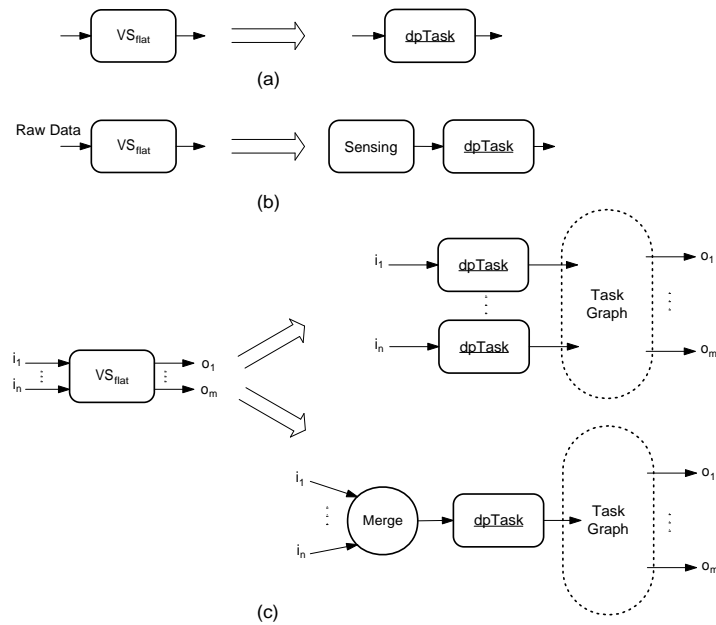 VSflat
dpTask
(a)
Raw Data
VSflat
Sensing
dpTask
(b)
i1
dpTask
o1
in
dpTask
Task
Graph
om
i1
in
VSflat
o1
om
i1
in
Merge
dpTask
Task
Graph
o1
om
(c)